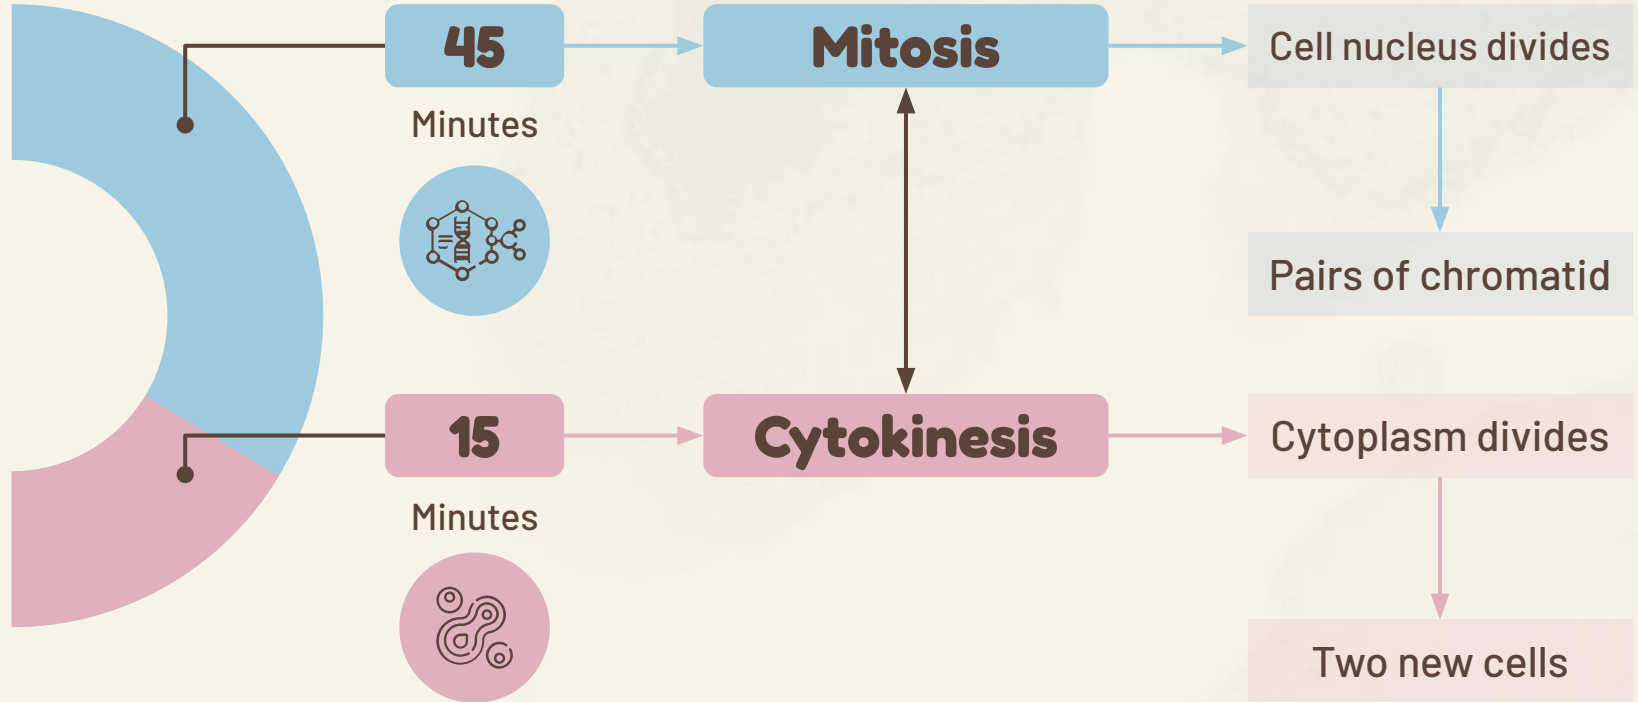 45
Mitosis
Cell nucleus divides
Minutes
Pairs of chromatid
15
Cytokinesis
Cytoplasm divides
Minutes
Two new cells